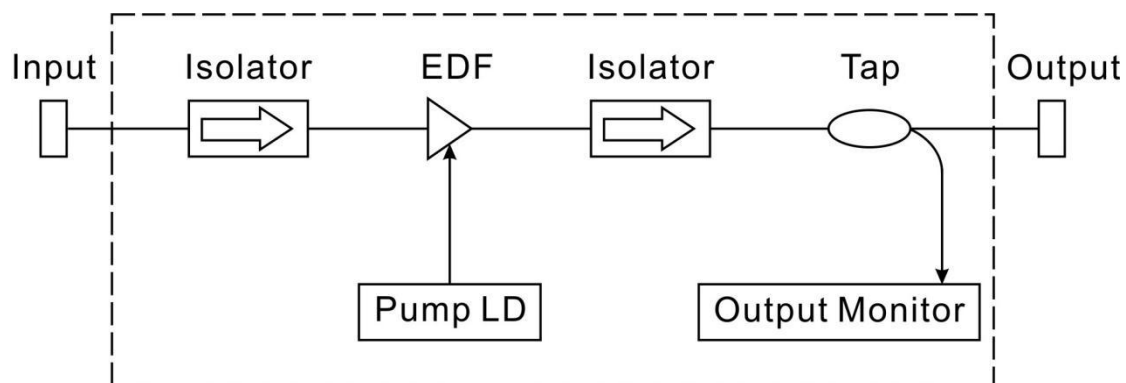 Input
Isolator
EDF
Isolator
Tap
Output
Pump LD
Output Monitor